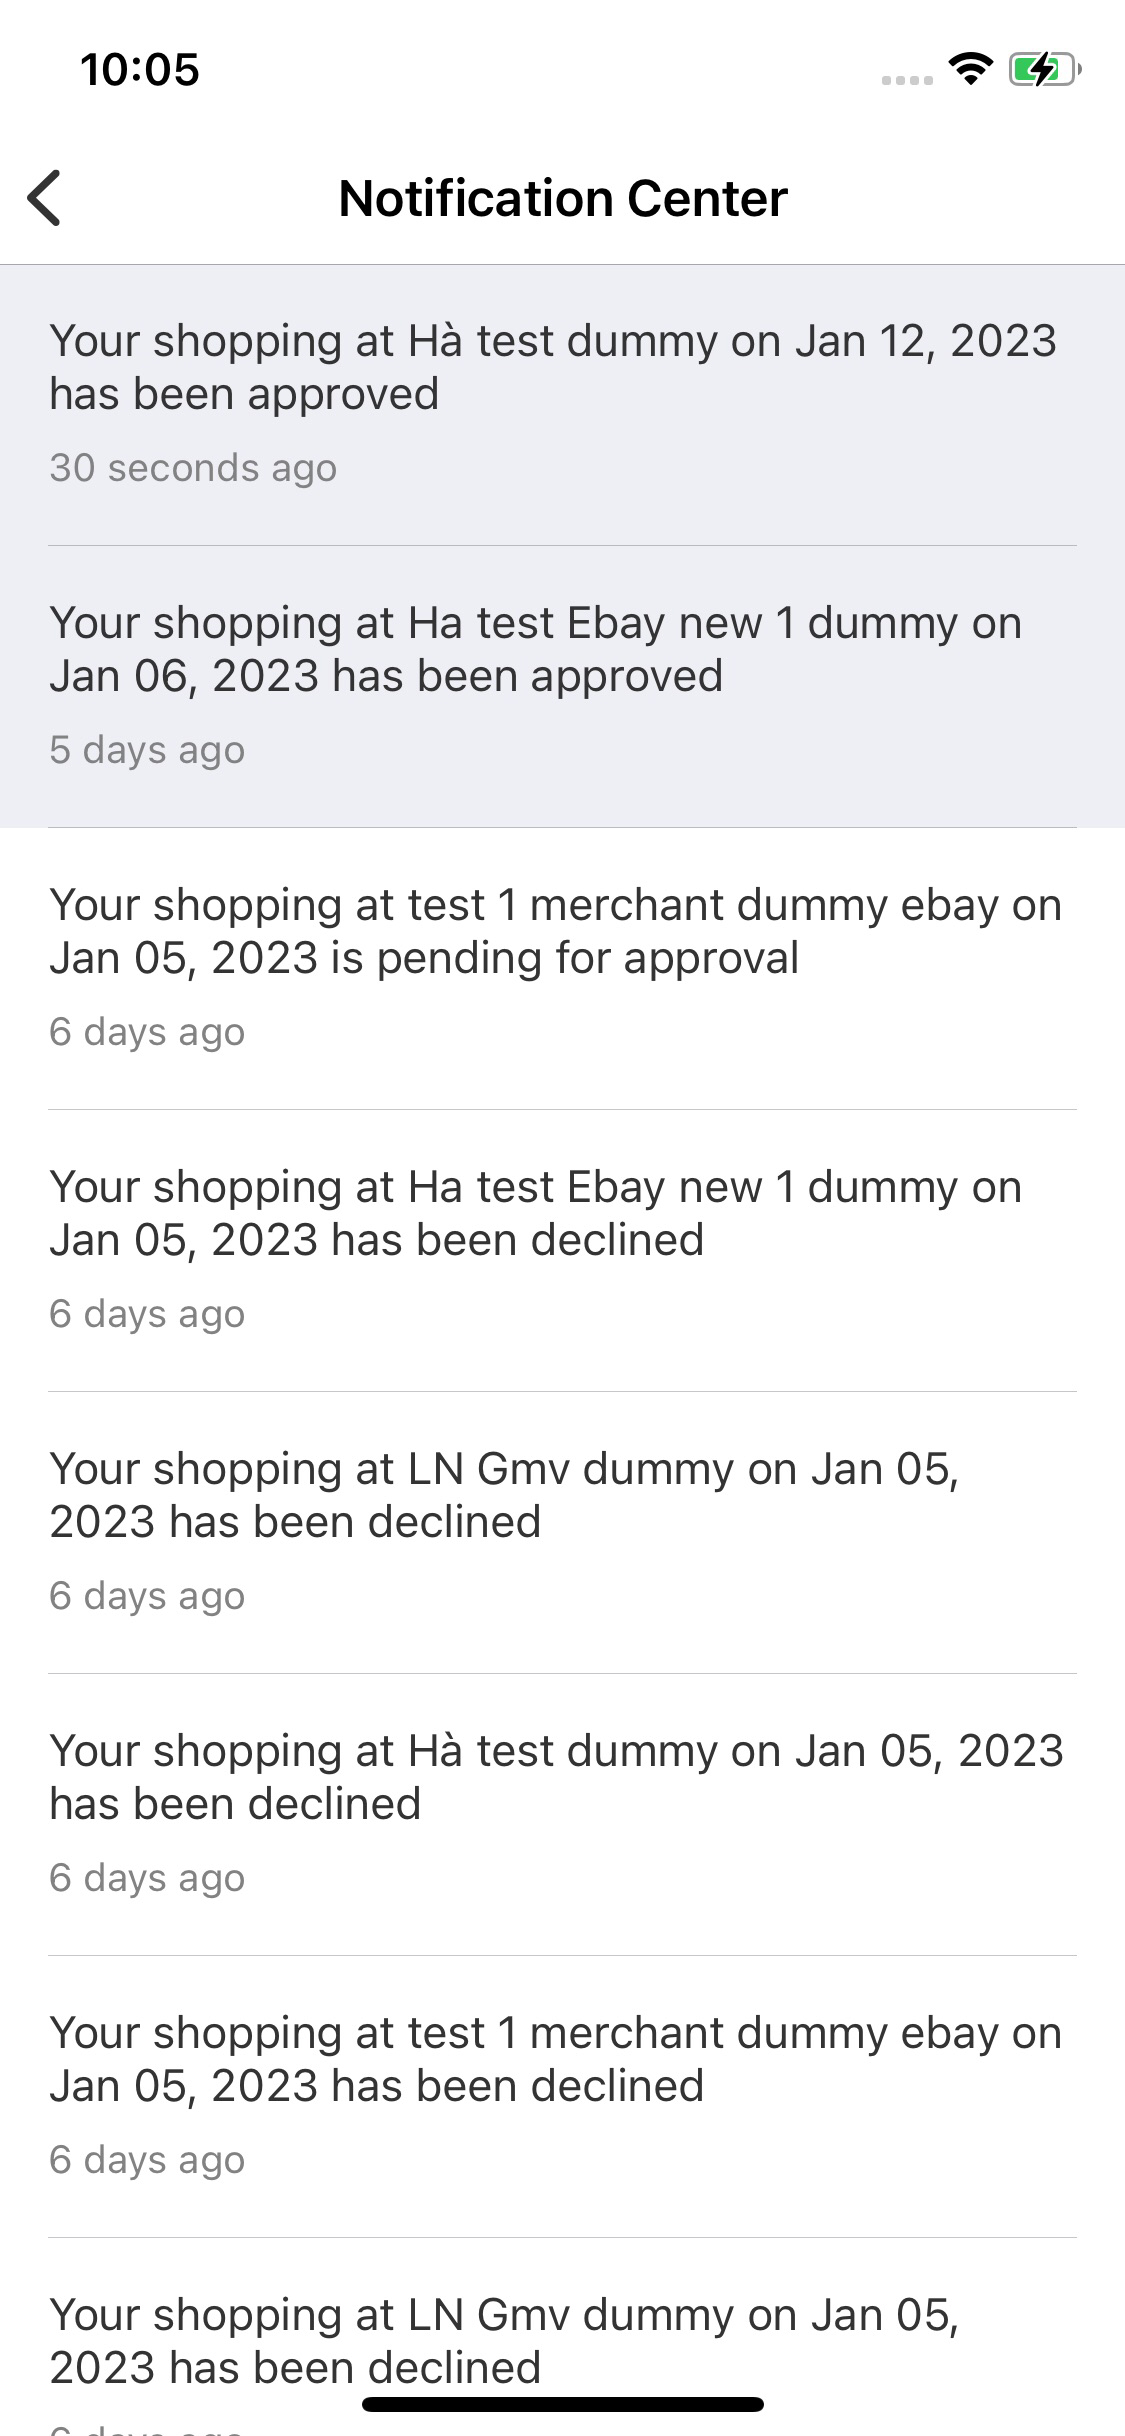 10:05
Notification Center
Your shopping at Hà test dummy on Jan 12, 2023
has been approved
30 seconds ago
Your shopping at Ha test Ebay new 1 dummy on
Jan 06, 2023 has been approved
5 days ago
Your shopping at test 1 merchant dummy ebay on
Jan 05, 2023 is pending for approval
6 days ago
Your shopping at Ha test Ebay new 1 dummy on
Jan 05, 2023 has been declined
6 days ago
Your shopping at LN Gmv dummy on Jan 05,
2023 has been declined
6 days ago
Your shopping at Hà test dummy on Jan 05, 2023
has been declined
6 days ago
Your shopping at test 1 merchant dummy ebay on
Jan 05, 2023 has been declined
6 days ago
Your shopping at LN Gmv dummy on Jan 05,
2023 has been declined
days ago